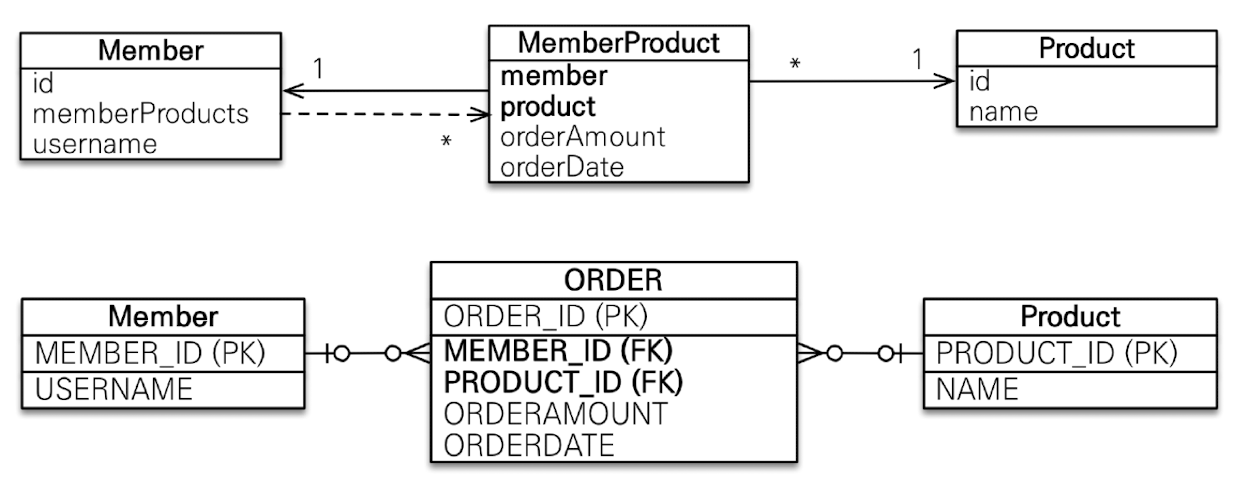 Member
id
memberProducts
username
1
*
MemberProduct
member
product
orderAmount
orderDate
*
1
Product
id
name
Member
MEMBER_ID (PK)
USERNAME
ORDER
ORDER_ID (PK)
MEMBER_ID (FK)
PRODUCT_ID (FK)
ORDERAMOUNT
ORDERDATE
Product
PRODUCT_ID (PK)
NAME